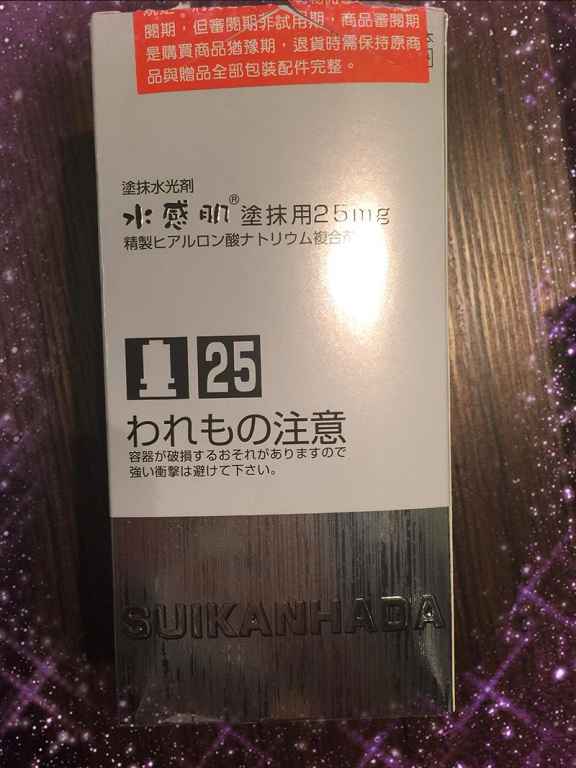 閱期，但審閱期非試用期，商品審閱期
是購買商品猶豫期，退貨時需保持原商
品與贈品全部包裝配件完整。
塗抹水光剤
水感肌® 塗抹用25mg
精製ヒアルロン酸ナトリウム複合剤
25
われもの注意
容器が破損するおそれがありますので
強い衝撃は避けて下さい。
SUIKANHADA